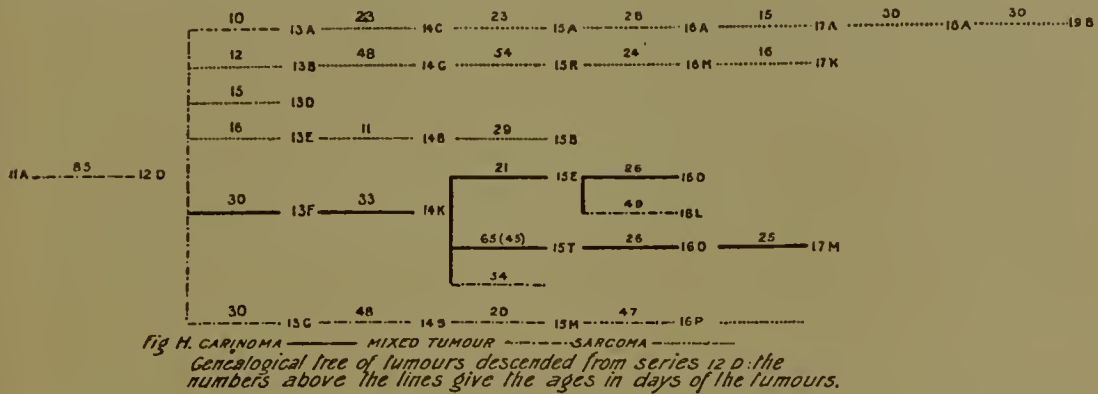 10 13A 23 14C 23 15A 28 16A 15 17A 30 18A 30 19B
12 13B 48 14G 54 15R 24 16M 16 17K
15 13D
16 13E 11 14B 29 15B
11A 85 12D
21 15E 26 16D
30 13F 33 14K
49 16L
65 (45) 15T 26 16O 25 17M
54
30 13G 48 14S 20 15M 47 16P
Fig H. CARINOMA MIXED TUMOUR SARCOMA
Genealogical tree of tumours descended from series 12 D: the
numbers above the lines give the ages in days of the tumours.